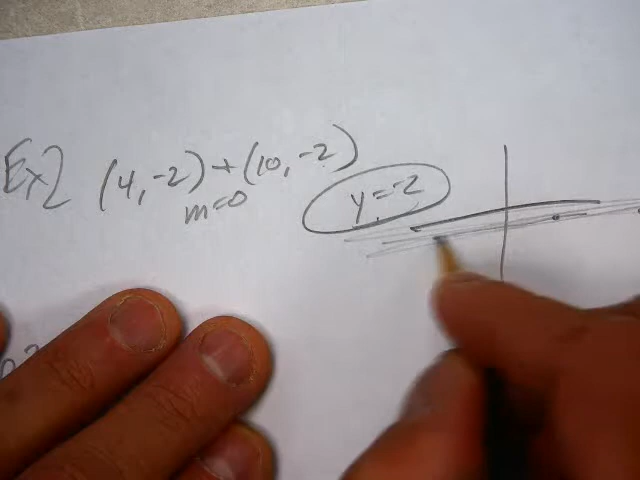 Ex2 (4,-2) + (10,-2)
m=0
y=-2